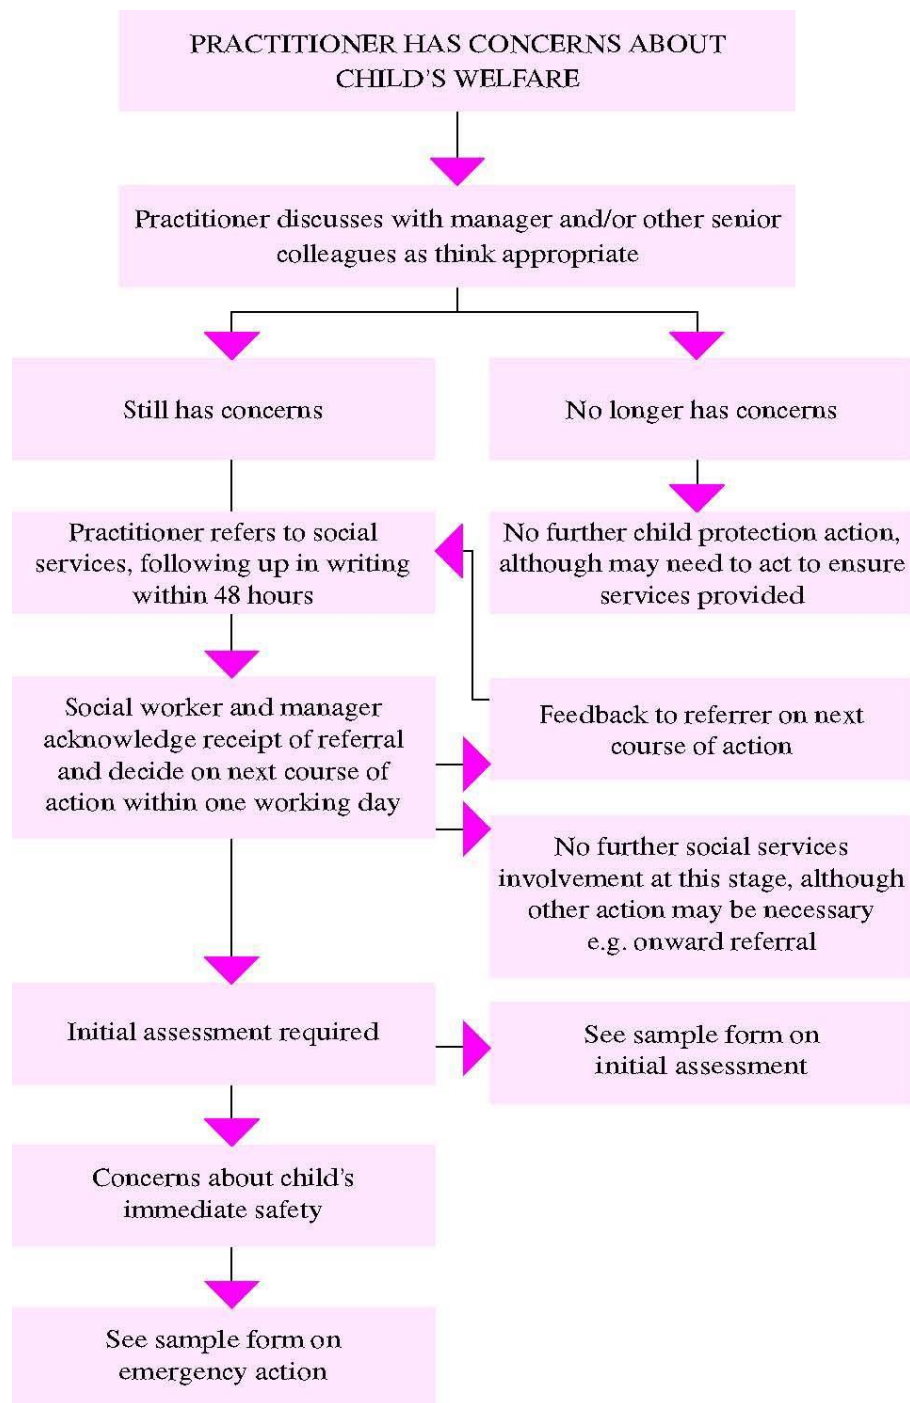 PRACTITIONER HAS CONCERNS ABOUT
CHILD'S WELFARE
Practitioner discusses with manager and/or other senior
colleagues as think appropriate
Still has concerns
No longer has concerns
Practitioner refers to social
services, following up in writing
within 48 hours
No further child protection action,
although may need to act to ensure
services provided
Social worker and manager
acknowledge receipt of referral
and decide on next course of
action within one working day
Feedback to referrer on next
course of action
No further social services
involvement at this stage, although
other action may be necessary
e.g. onward referral
Initial assessment required
See sample form on
initial assessment
Concerns about child's
immediate safety
See sample form on
emergency action